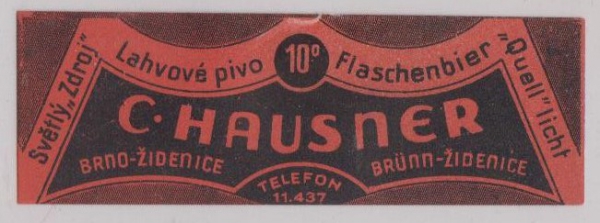 Světlý „Zdroj"
Lahvové pivo 10° Flaschenbier
„Quell" licht
C. HAUSNER
BRNO-ŽIDENICE
BRÜNN-ŽIDENICE
TELEFON
11.437